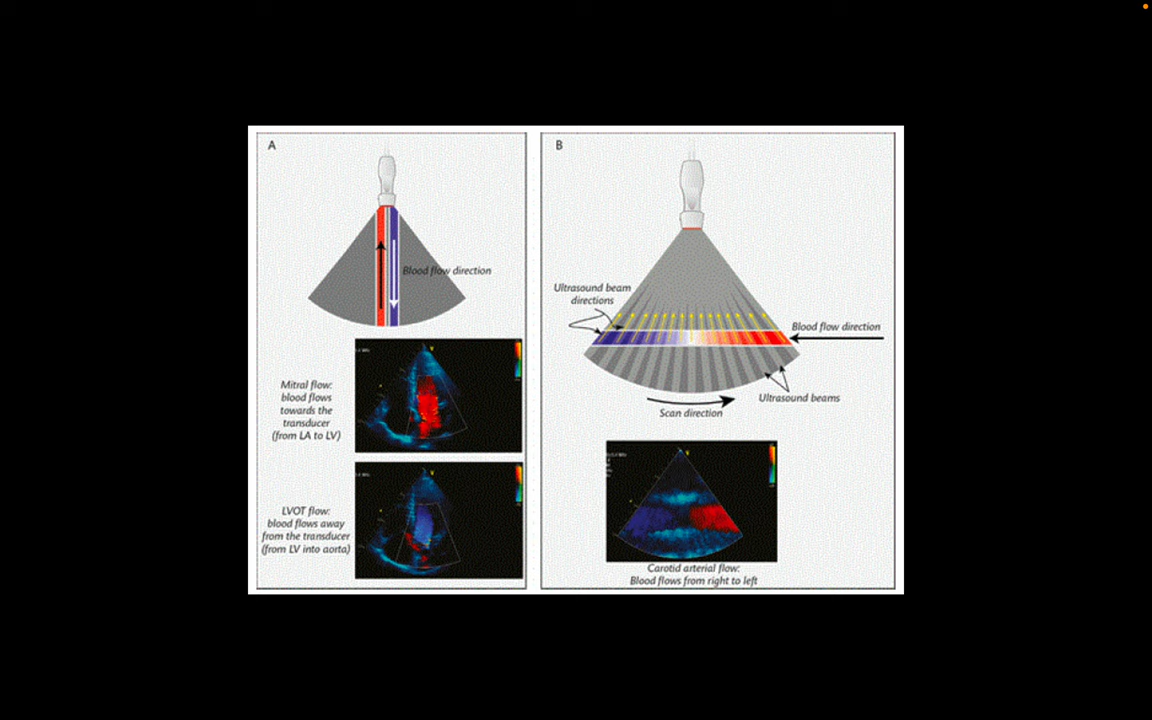 A
Blood flow direction
Mitral flow:
blood flows
towards the
transducer
(from LA to LV)
LVOT flow:
blood flows away
from the transducer
(from LV into aorta)
B
Ultrasound beam
directions
Blood flow direction
Ultrasound beams
Scan direction
Carotid arterial flow:
Blood flows from right to left